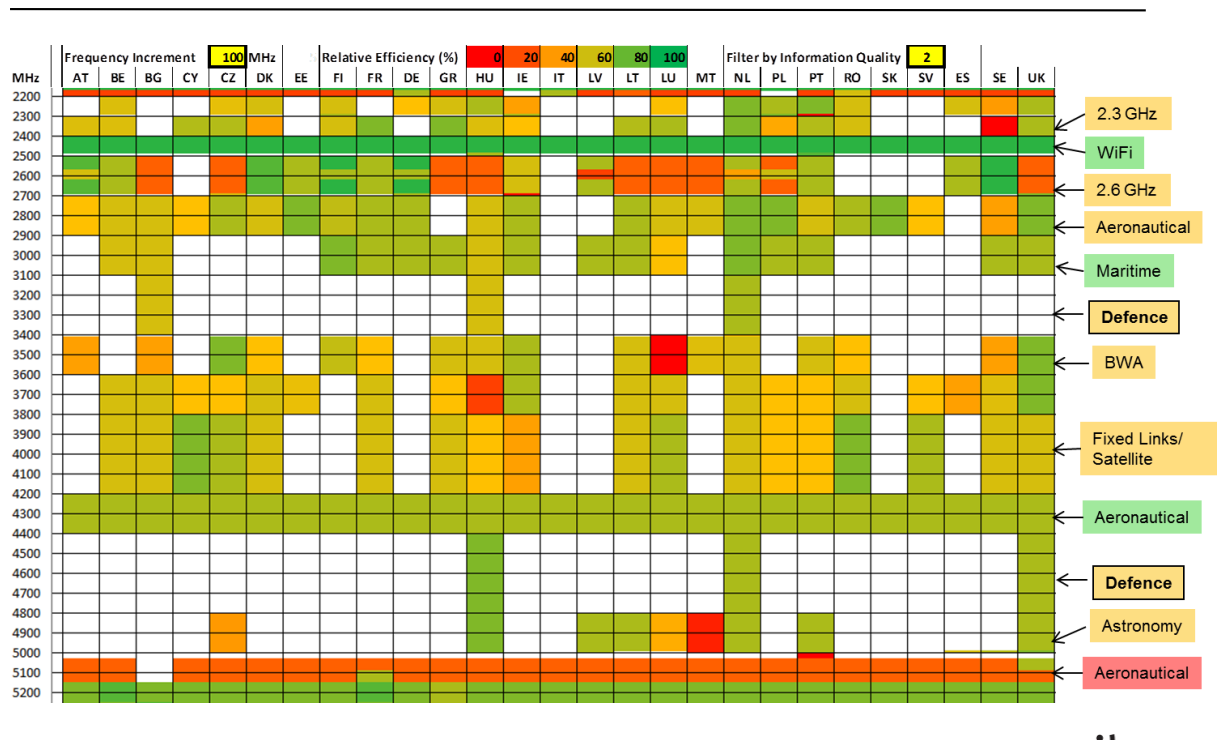 Frequency Increment 100 MHz Relative Efficiency (%) 0 20 40 60 80 100 Filter by Information Quality 2
MHz AT BE BG CY CZ DK EE FI FR DE GR HU IE IT LV LT LU MT NL PL PT RO SK SV ES SE UK
2200
2300
2.3 GHz
2400
WiFi
2500
2600
2.6 GHz
2700
2800
Aeronautical
2900
3000
Maritime
3100
3200
3300
Defence
3400
3500
BWA
3600
3700
3800
3900
Fixed Links/
4000
Satellite
4100
4200
4300
Aeronautical
4400
4500
4600
Defence
4700
4800
4900
Astronomy
5000
5100
Aeronautical
5200